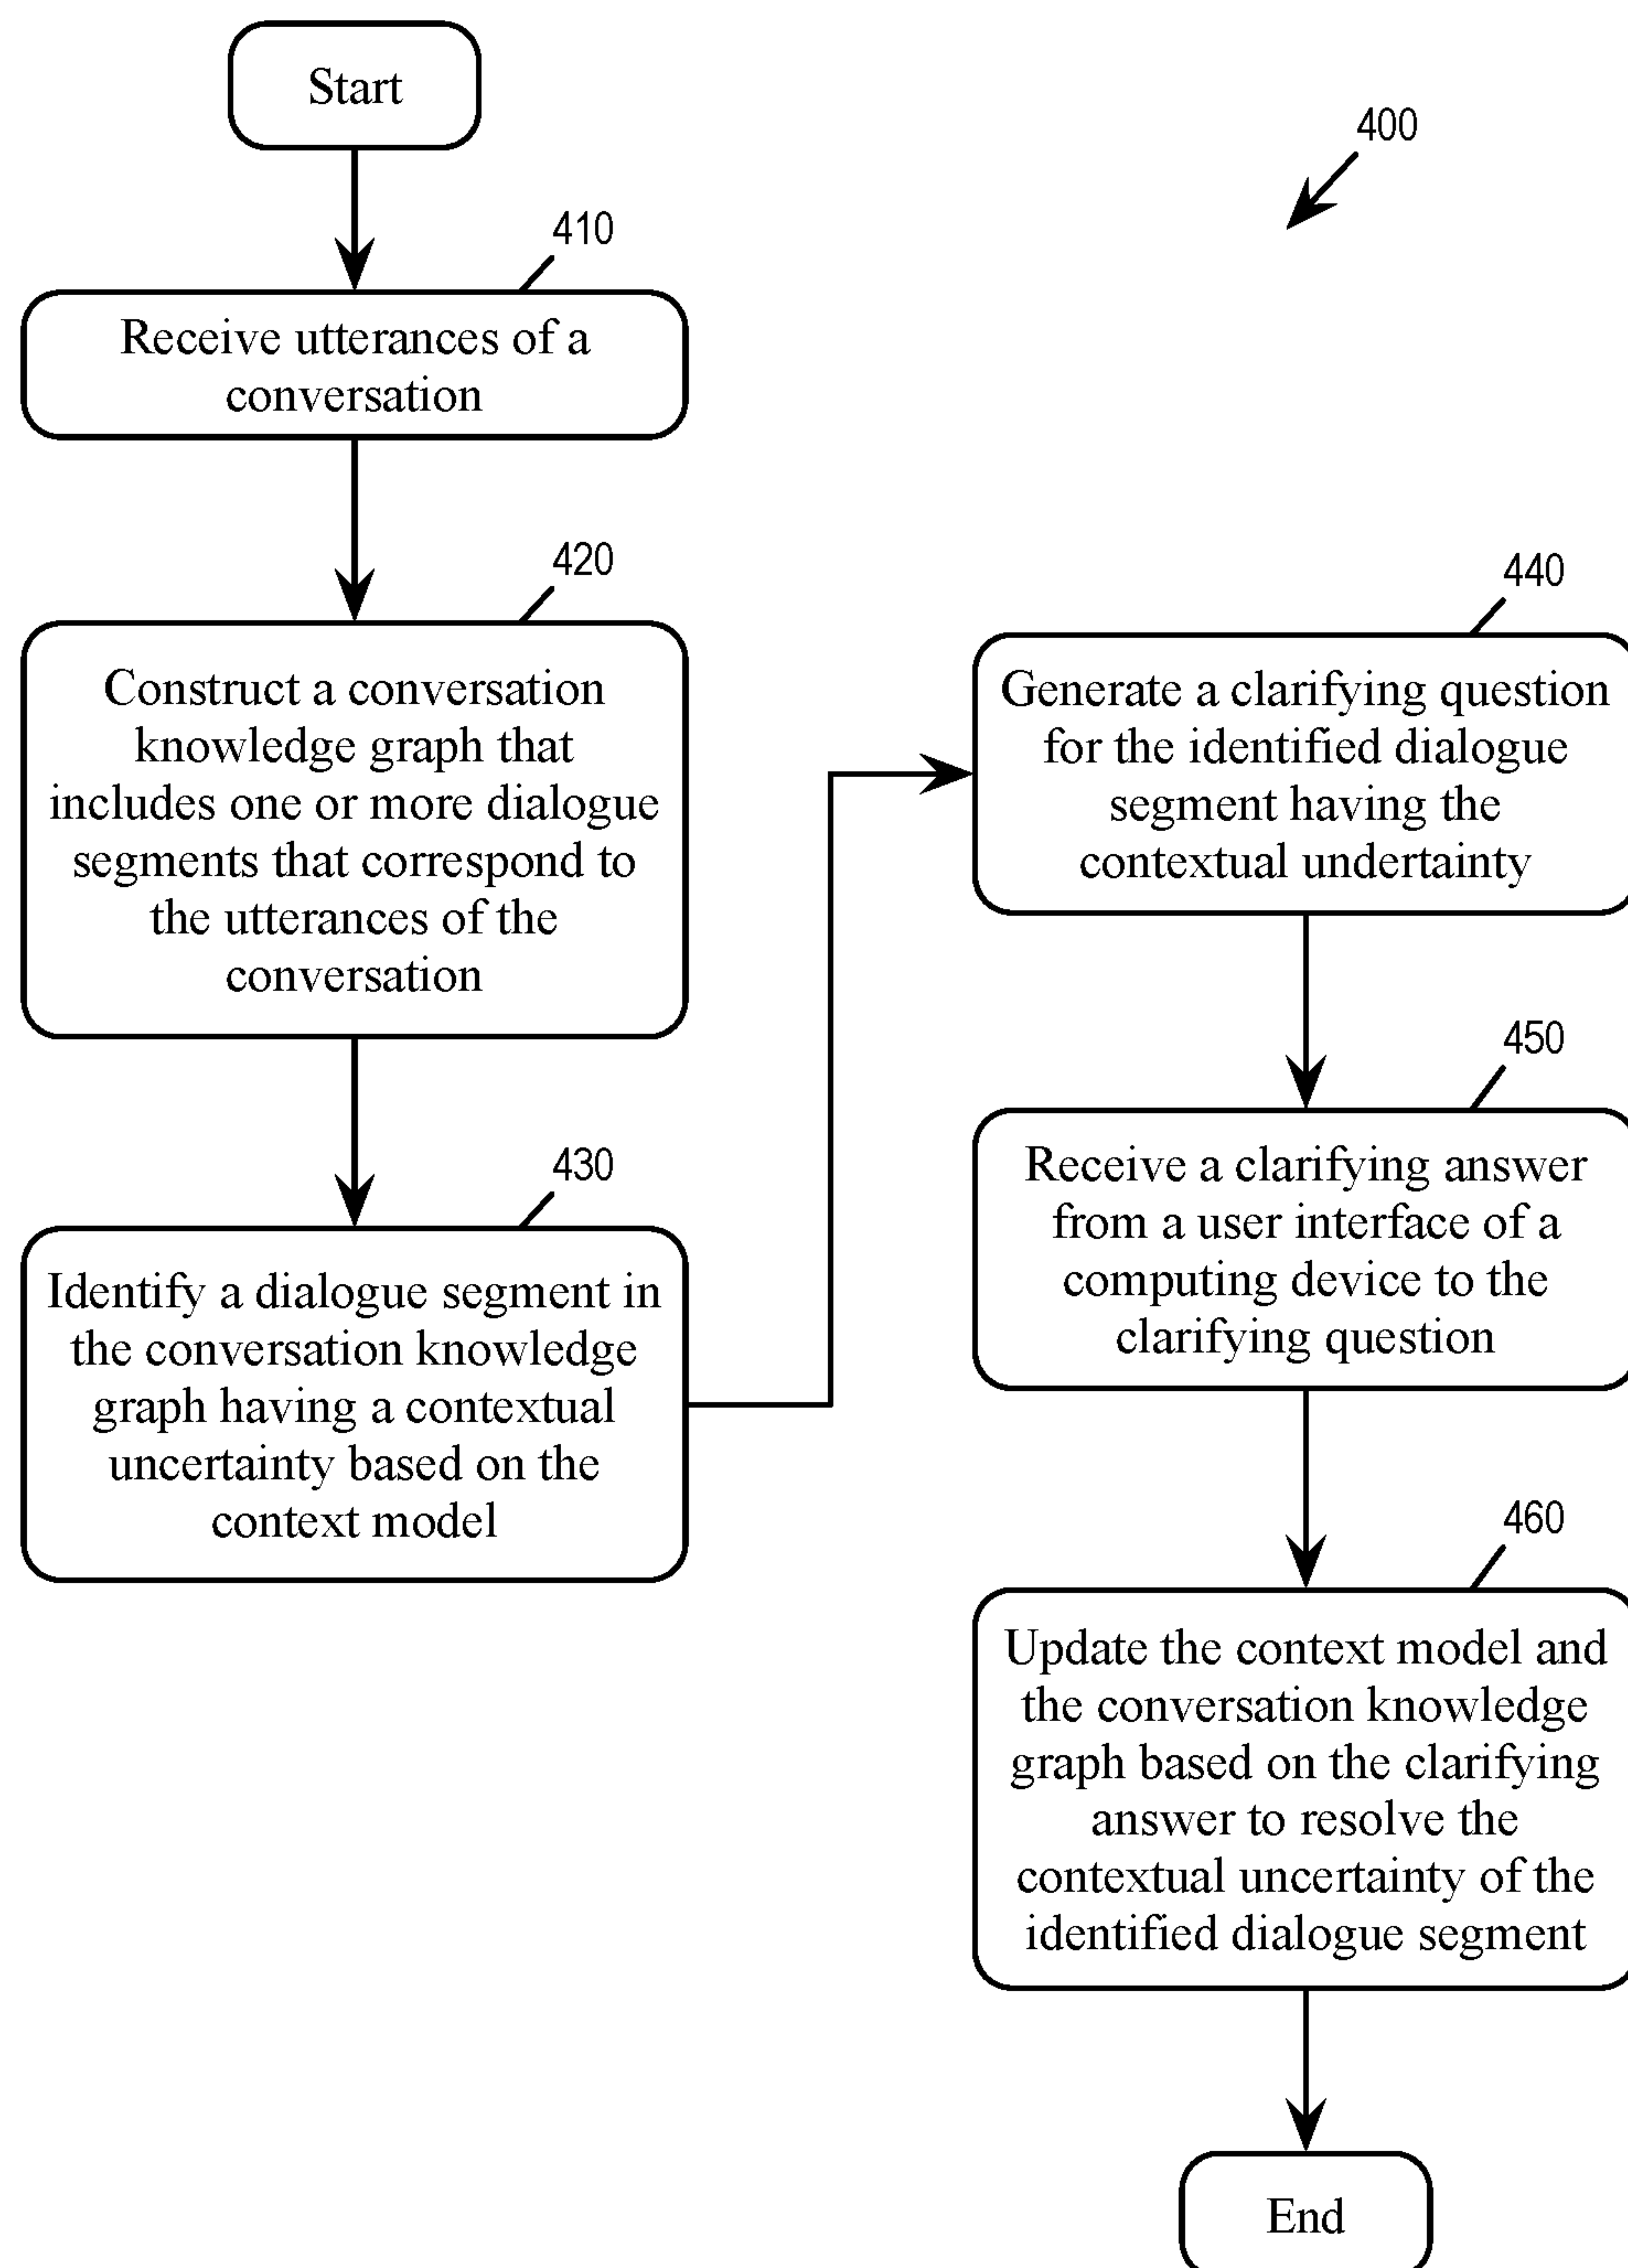 Start
400
410
Receive utterances of a
conversation
420
Construct a conversation
knowledge graph that
includes one or more dialogue
segments that correspond to
the utterances of the
conversation
430
Identify a dialogue segment in
the conversation knowledge
graph having a contextual
uncertainty based on the
context model
440
Generate a clarifying question
for the identified dialogue
segment having the
contextual undertainty
450
Receive a clarifying answer
from a user interface of a
computing device to the
clarifying question
460
Update the context model and
the conversation knowledge
graph based on the clarifying
answer to resolve the
contextual uncertainty of the
identified dialogue segment
End